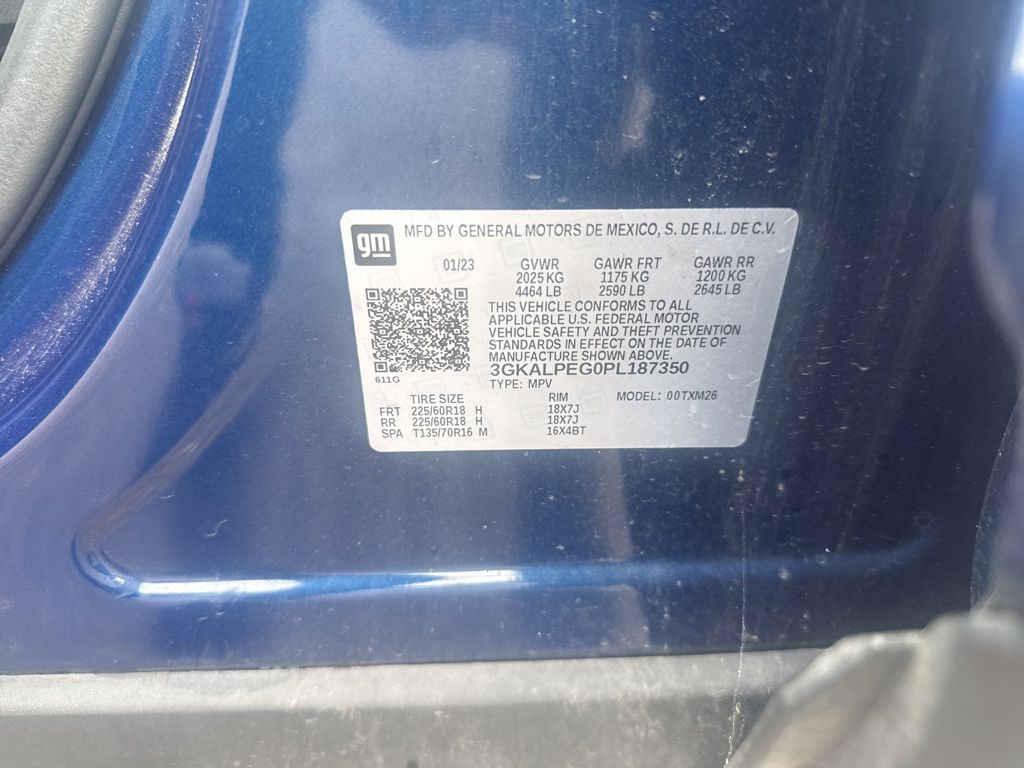 gm
MFD BY GENERAL MOTORS DE MEXICO, S. DE R.L. DE C.V.
01/23 GVWR GAWR FRT GAWR RR
2025 KG 1175 KG 1200 KG
4464 LB 2590 LB 2645 LB
THIS VEHICLE CONFORMS TO ALL
APPLICABLE U.S. FEDERAL MOTOR
VEHICLE SAFETY AND THEFT PREVENTION
STANDARDS IN EFFECT ON THE DATE OF
MANUFACTURE SHOWN ABOVE.
611G
3GKALPEG0PL187350
TYPE: MPV
MODEL: 00TXM26
TIRE SIZE RIM
FRT 225/60R18 H 18X7J
RR 225/60R18 H 18X7J
SPA T135/70R16 M 16X4BT